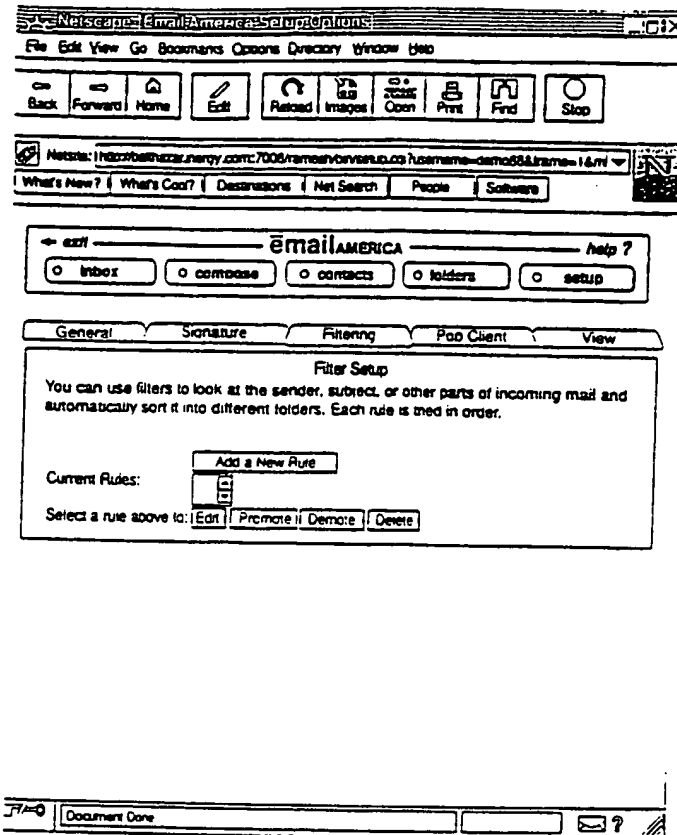 Netscape - [Email America Setup Options]
File Edit View Go Bookmarks Options Directory Window Help
Back Forward Home Edit Reload Images Open Print Find Stop
Netsite:
What's New? What's Cool? Destinations Net Search People Software
exit ēmailAMERICA help ?
inbox compose contacts folders setup
General Signature Filtering Pop Client View
Filter Setup
You can use filters to look at the sender, subject, or other parts of incoming mail and
automatically sort it into different folders. Each rule is tried in order.
Add a New Rule
Current Rules:
Select a rule above to: Edit Promote Demote Delete
Document Done
?